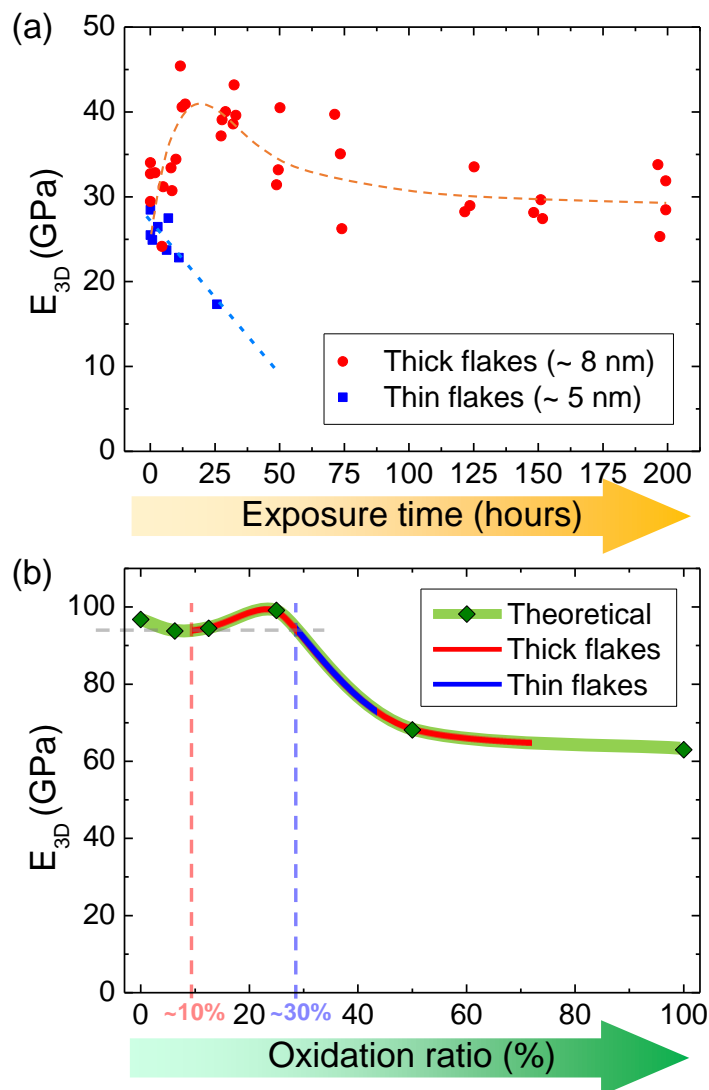 (a)
50
40
30
20
10
0
E3D (GPa)
Thick flakes (~ 8 nm)
Thin flakes (~ 5 nm)
0 25 50 75 100 125 150 175 200
Exposure time (hours)
(b)
100
80
60
40
20
0
E3D (GPa)
Theoretical
Thick flakes
Thin flakes
0 20 40 60 80 100
~10% ~30%
Oxidation ratio (%)